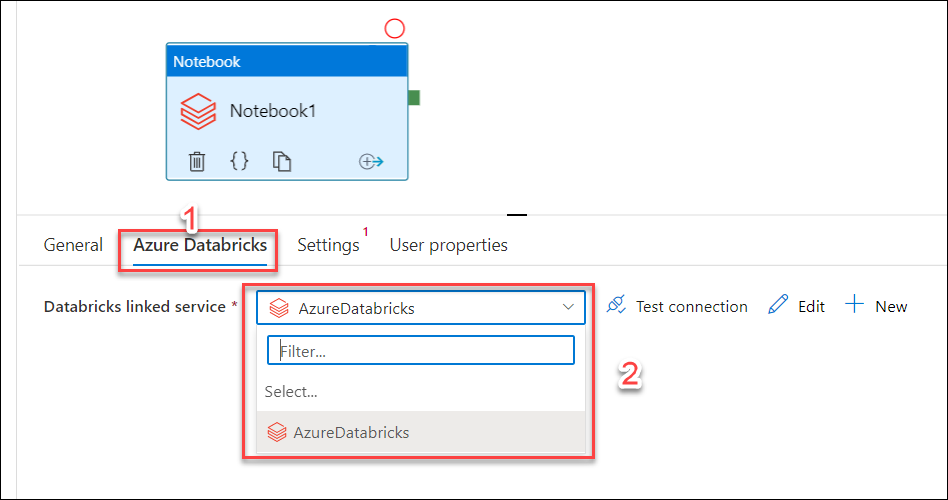 Notebook
Notebook1
{}
1
General Azure Databricks Settings 1 User properties
Databricks linked service * AzureDatabricks Test connection Edit New
Filter...
2
Select...
AzureDatabricks